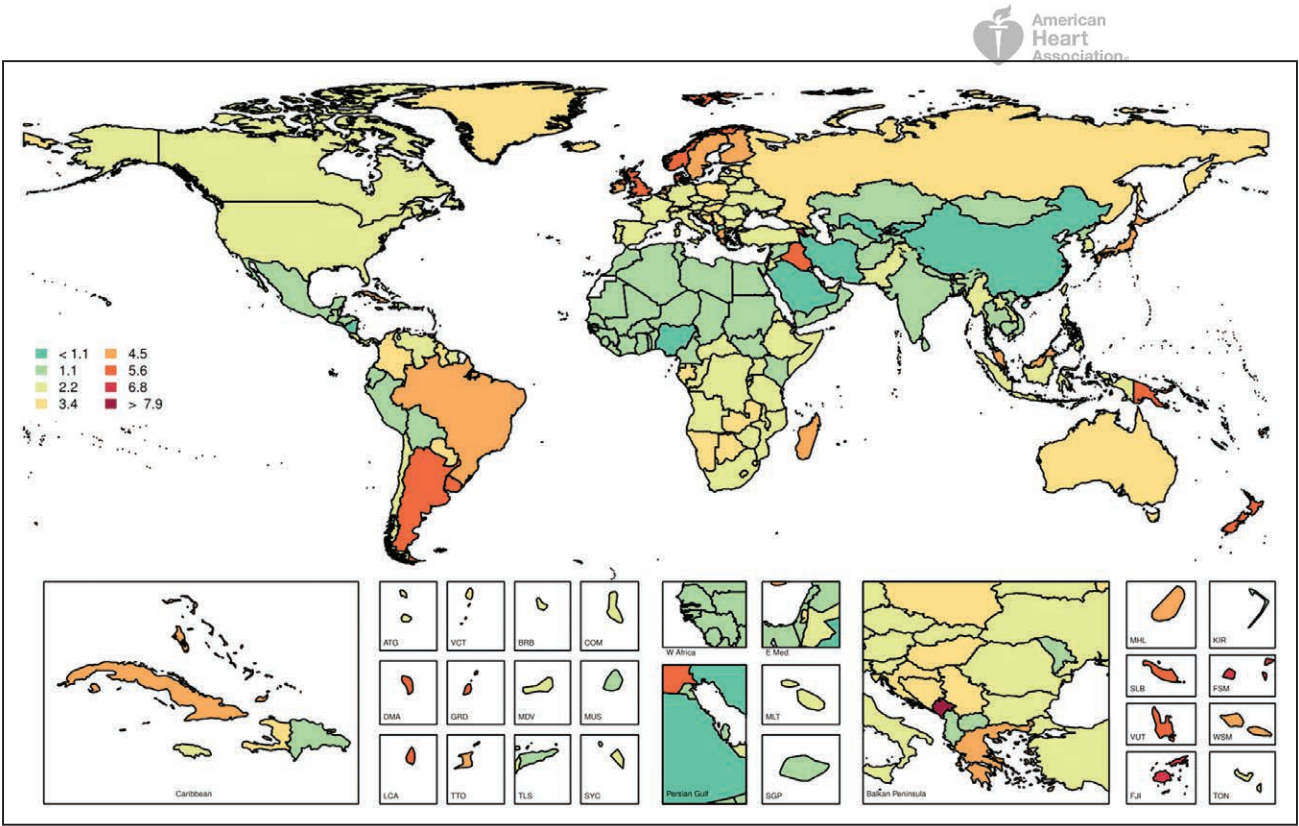 American
Heart
Association®
< 1.1 4.5
1.1 5.6
2.2 6.8
3.4 > 7.9
ATG VCT BRB COM
W Africa E Med.
MHL KIR
DMA GRD MDV MUS
MLT
SLB FSM
LCA TTO TLS SYC
VUT WSM
Caribbean
Persian Gulf SGP Balkan Peninsula
FJI TON